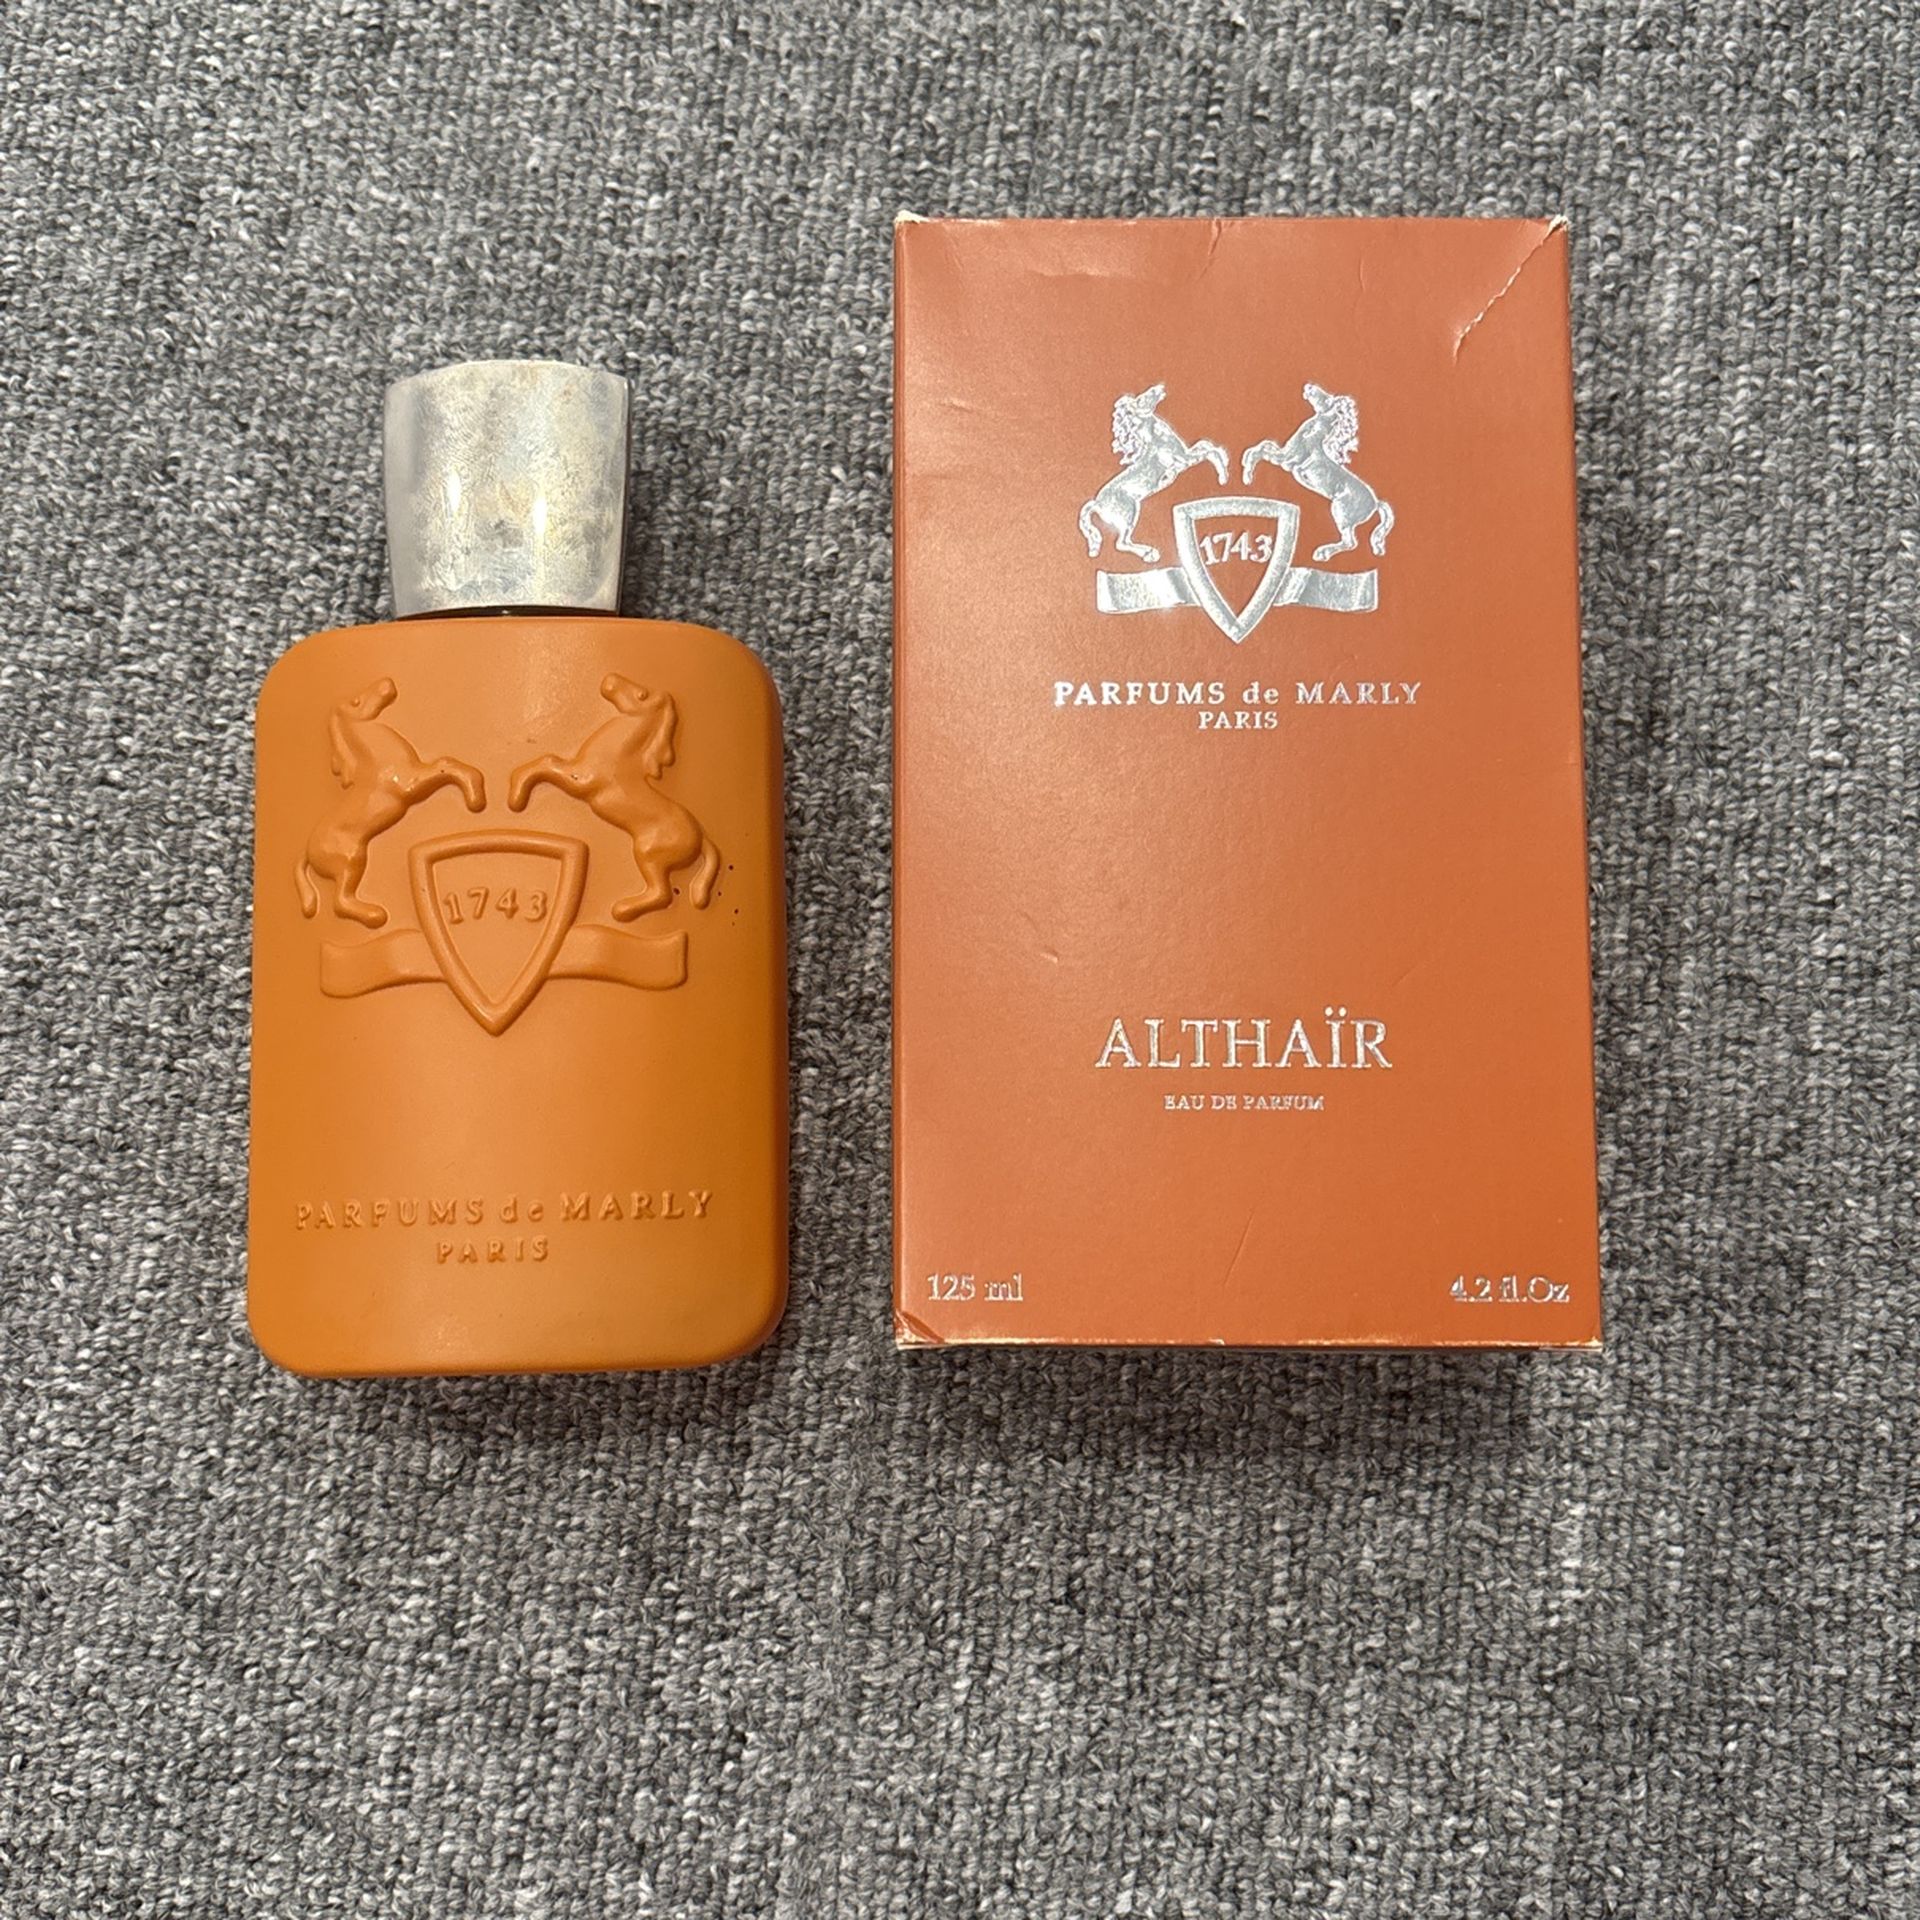 1743
PARFUMS de MARLY
PARIS
1743
PARFUMS de MARLY
PARIS
ALTHAÏR
EAU DE PARFUM
125 ml
4.2 fl.Oz